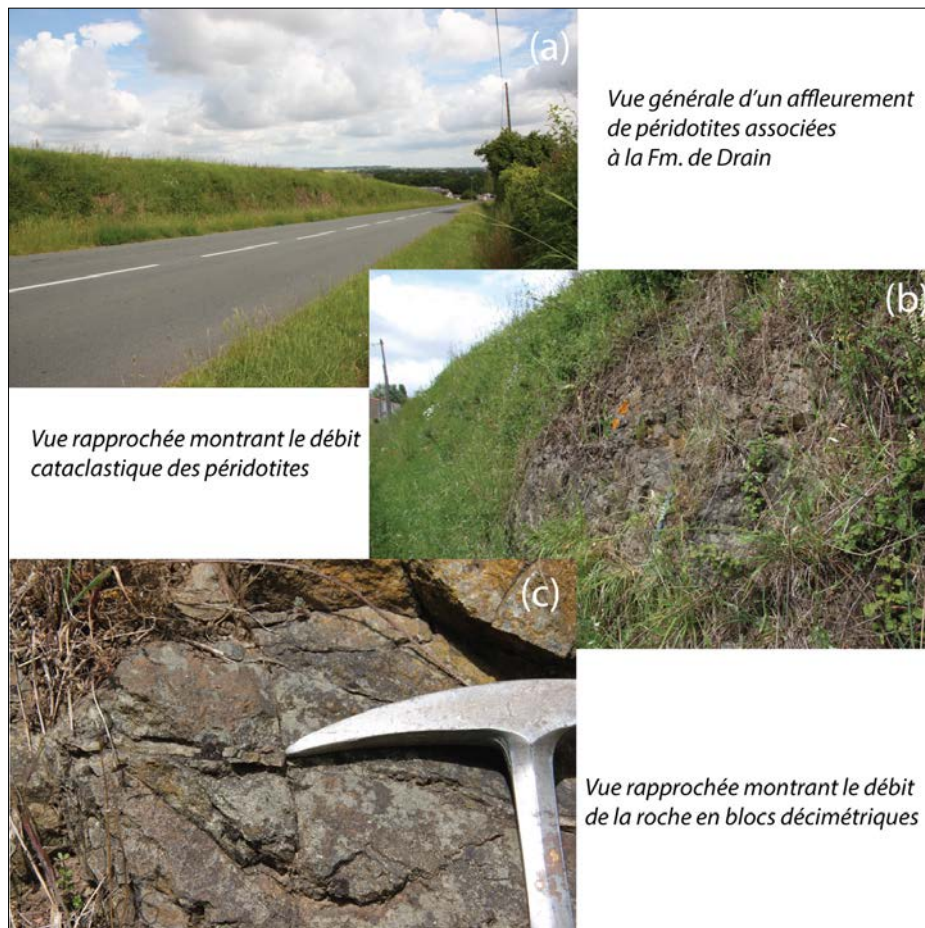 (a)
Vue générale d'un affleurement
de péridotites associées
à la Fm. de Drain
(b)
Vue rapprochée montrant le débit
cataclastique des péridotites
(c)
Vue rapprochée montrant le débit
de la roche en blocs décimétriques